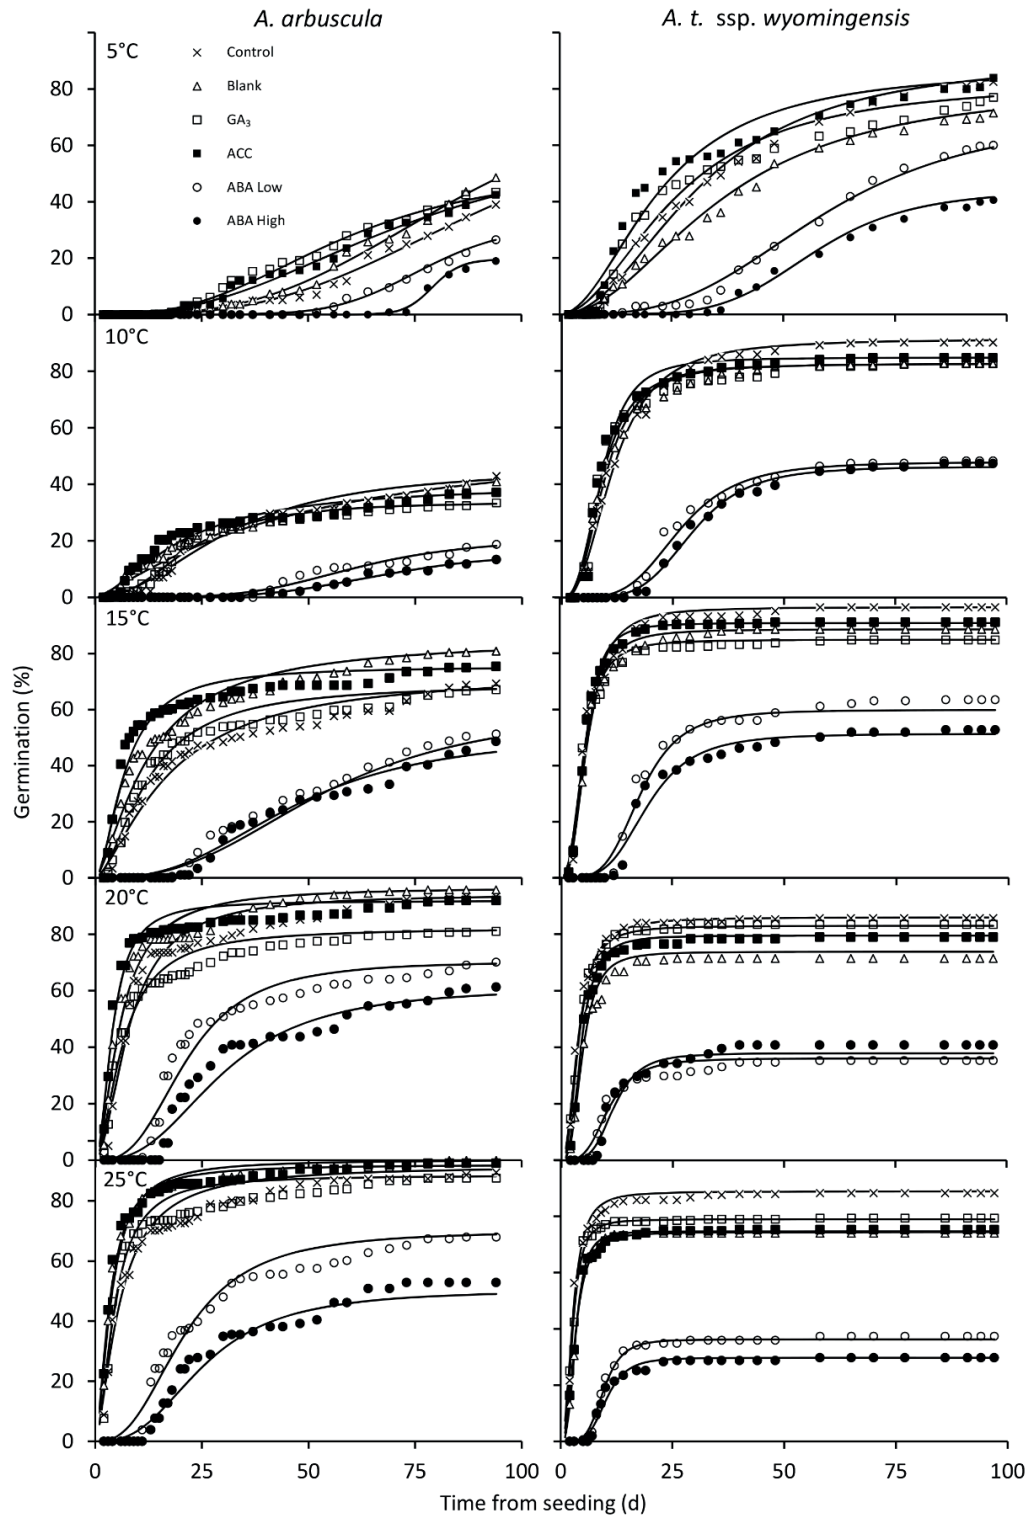 A. arbuscula
A. t. ssp. wyomingensis
5°C
Control
Blank
GA₃
ACC
ABA Low
ABA High
80
60
40
20
0
10°C
80
60
40
20
0
15°C
80
60
40
20
0
20°C
80
60
40
20
0
25°C
80
60
40
20
0
Germination (%)
0 25 50 75 100
0 25 50 75 100
Time from seeding (d)